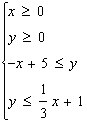 x ≥ 0
y ≥ 0
-x + 5 ≤ y
y ≤ 1/3 x + 1